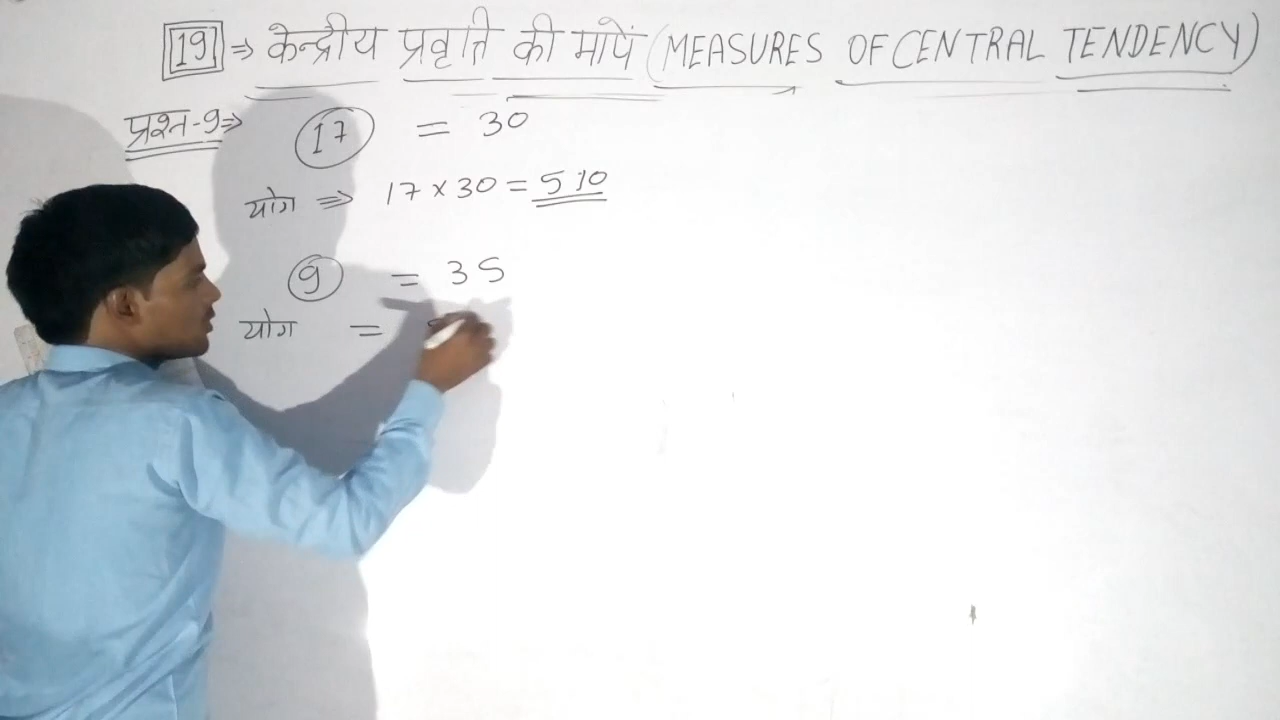 19 ⇒ केन्द्रीय प्रवृत्ति की मापें (MEASURES OF CENTRAL TENDENCY)
प्रश्न-9 ⇒ 17 = 30
योग ⇒ 17 × 30 = 510
9 = 35
योग =